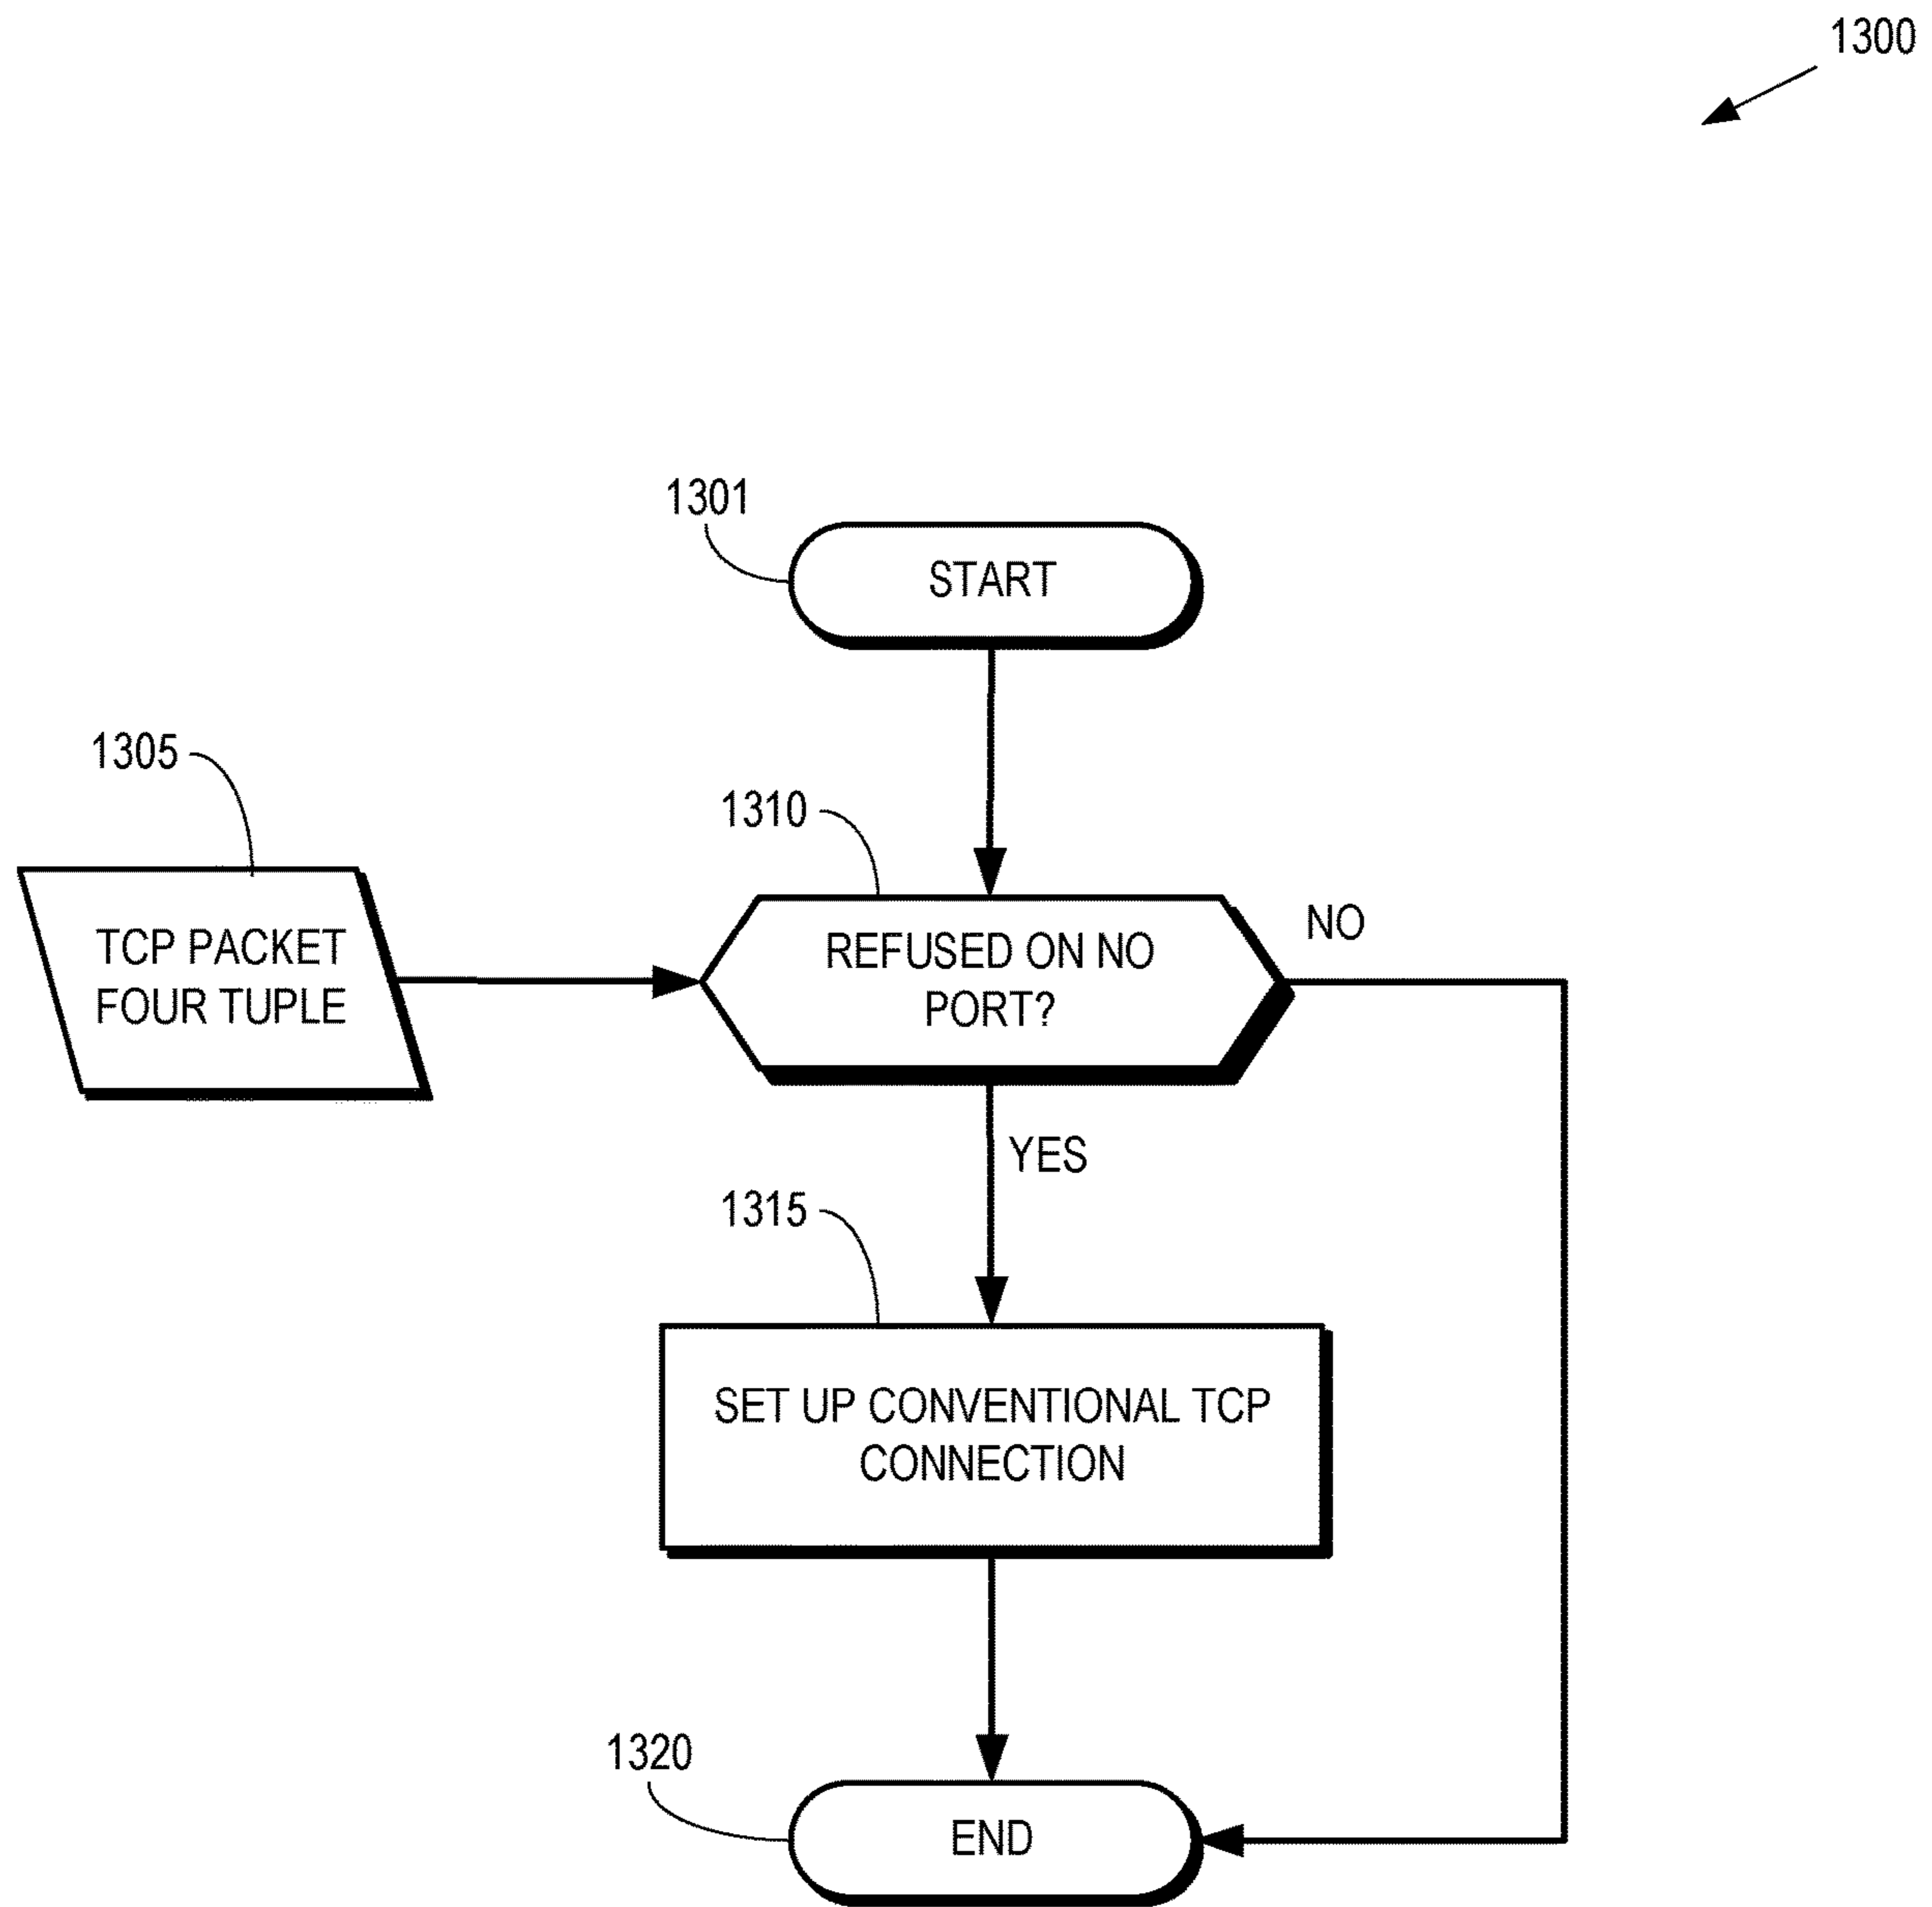 1300
1301
START
1305
1310
TCP PACKET
FOUR TUPLE
REFUSED ON NO
PORT?
NO
YES
1315
SET UP CONVENTIONAL TCP
CONNECTION
1320
END